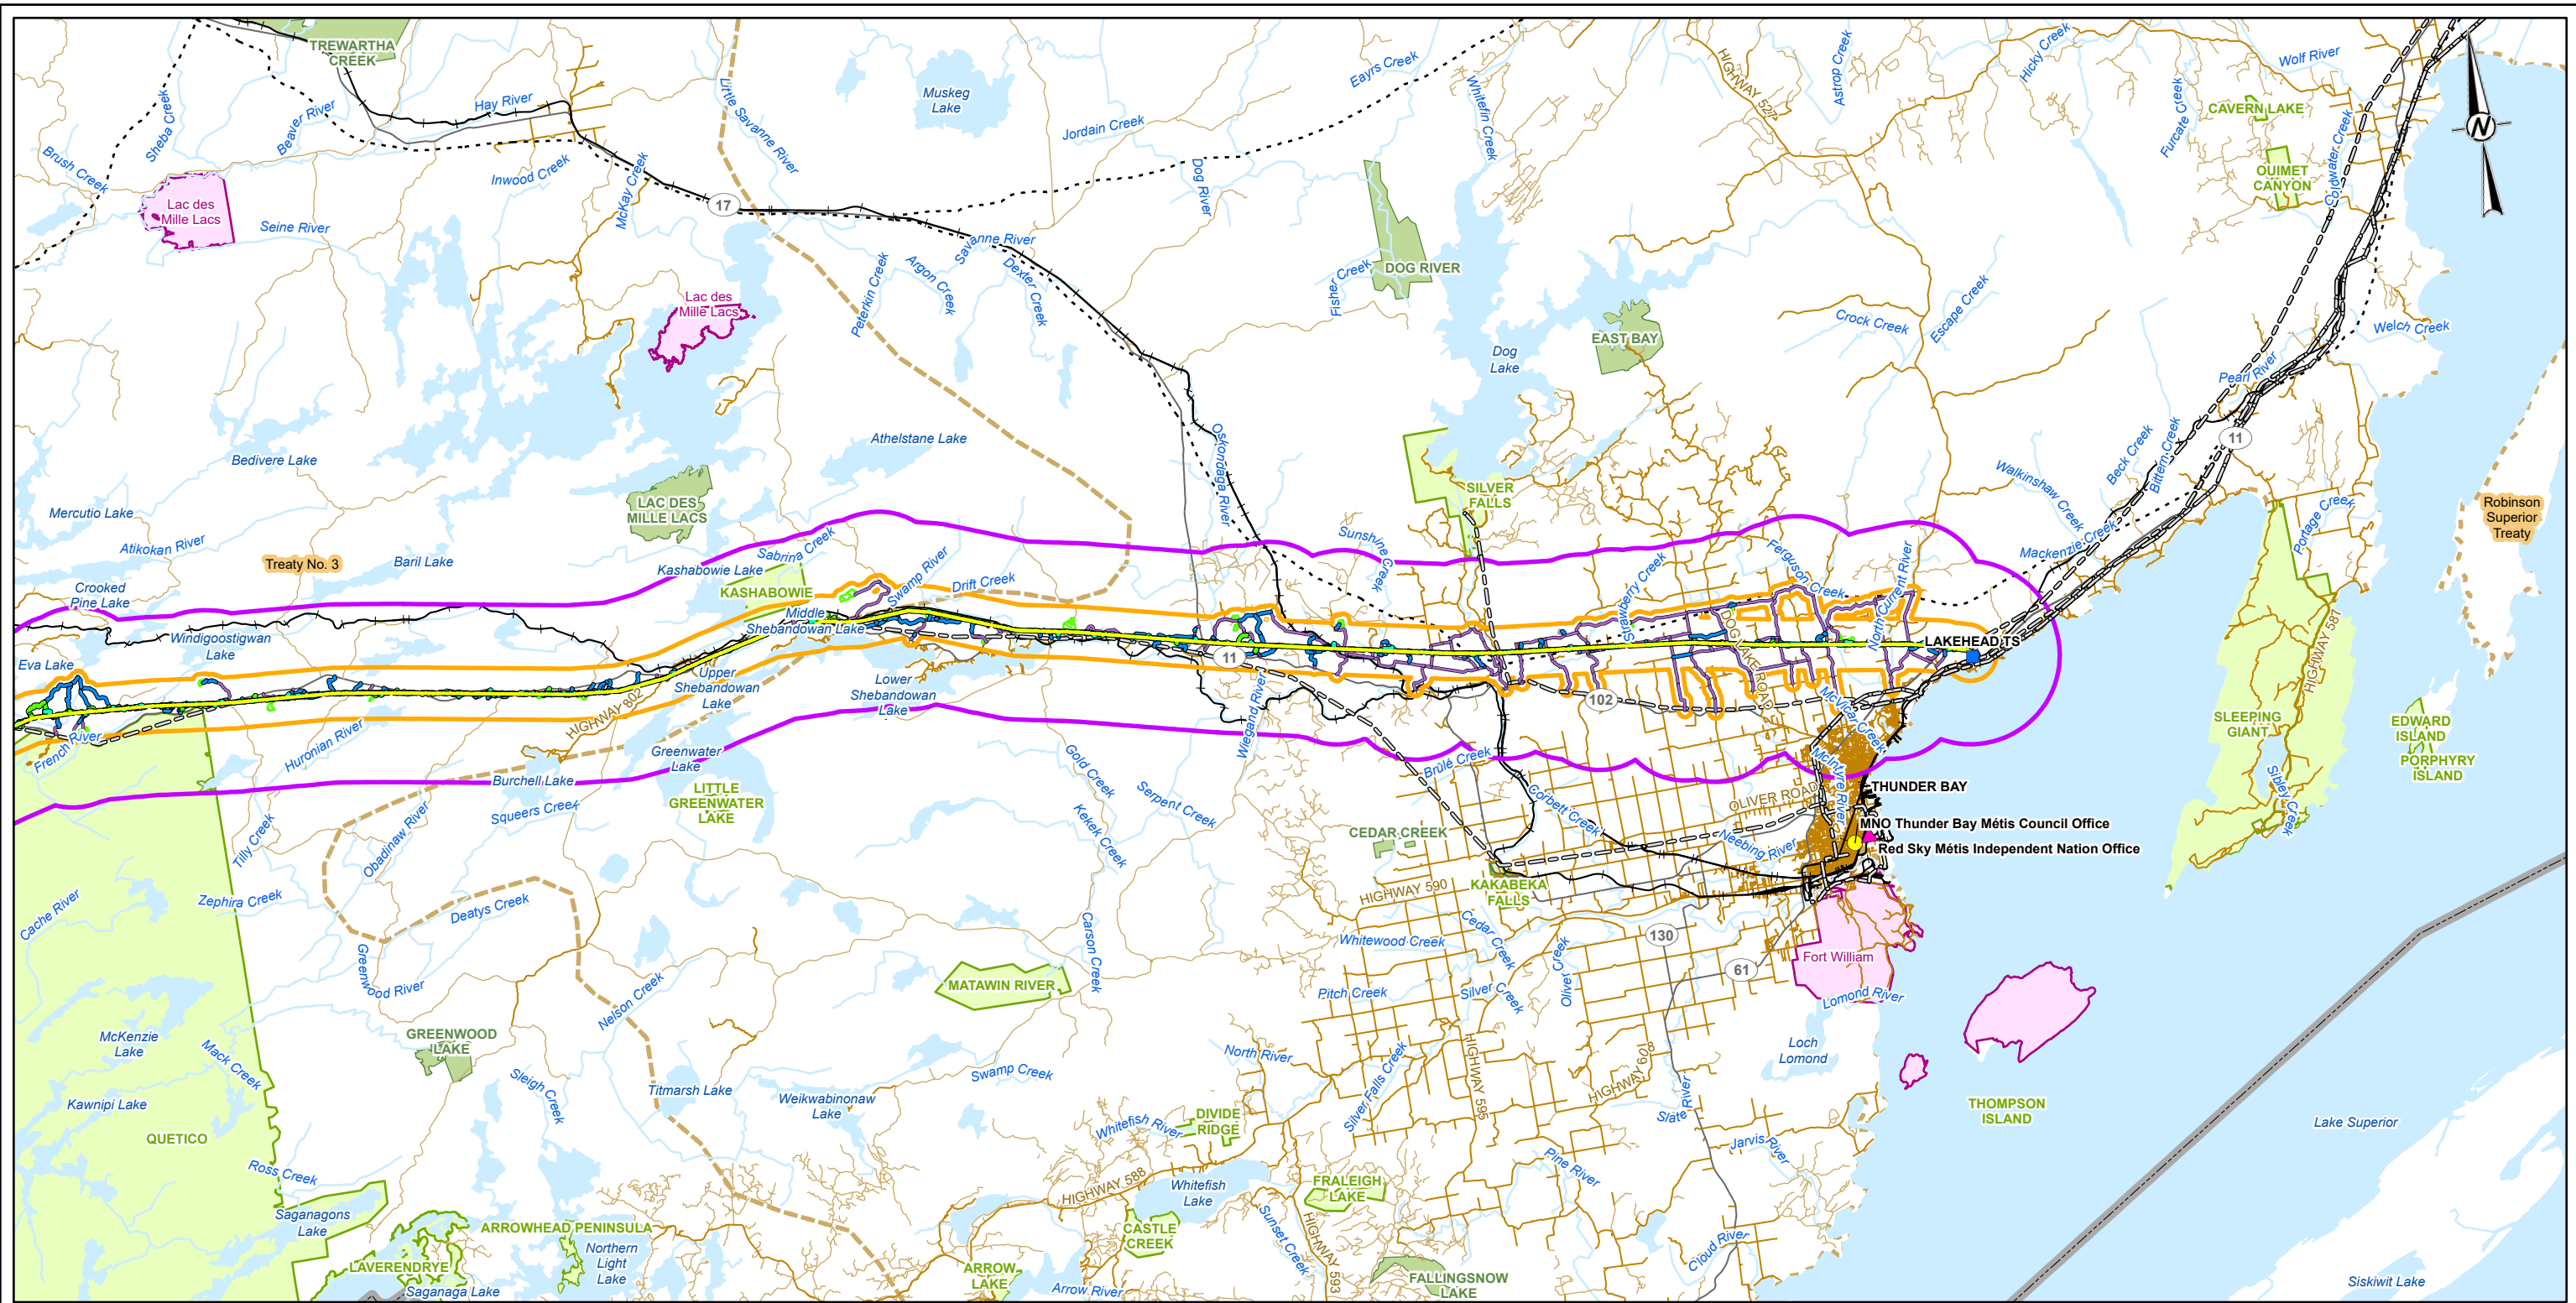 TREWARTHA
CREEK
Sheba Creek
Beaver River
Hay River
Brush Creek
Inwood Creek
McKay Creek
Lac des
Mille Lacs
Seine River
17
Little Savanne River
Muskeg
Lake
Jordain Creek
Eayrs Creek
Whitefin Creek
Dog River
HIGHWAY 527
Astrop Creek
Hicky Creek
Wolf River
Furcate Creek
CAVERN LAKE
Coldwater Creek
OUIMET
CANYON
N
Savanne River
Argon Creek
Dexter Creek
Peterkin Creek
Fisher Creek
DOG RIVER
Lac des
Mille Lacs
EAST BAY
Dog
Lake
Crock Creek
Escape Creek
Welch Creek
Pearl River
11
Athelstane Lake
Bedivere Lake
Oskondaga River
Mercutio Lake
LAC DES
MILLE LACS
SILVER
FALLS
Walkinshaw Creek
Beck Creek
Bittern Creek
Mackenzie Creek
Portage Creek
Robinson
Superior
Treaty
Atikokan River
Treaty No. 3
Baril Lake
Sabrina Creek
Kashabowie Lake
KASHABOWIE
Swamp River
Drift Creek
Sunshine Creek
Strawberry Creek
Ferguson Creek
North Current River
Crooked
Pine Lake
Windigoostigwan
Lake
Eva Lake
Middle
Shebandowan Lake
LAKEHEAD TS
DOG LAKE ROAD
11
102
Upper
Shebandowan
Lake
Lower
Shebandowan
Lake
HIGHWAY 802
French River
Huronian River
Greenwater
Lake
Burchell Lake
LITTLE
GREENWATER
LAKE
Squeers Creek
Obadinaw River
Tilly Creek
Wiegand River
Gold Creek
Serpent Creek
Kekek Creek
Brûlé Creek
Corbett Creek
McVicar Creek
McIntyre River
OLIVER ROAD
THUNDER BAY
MNO Thunder Bay Métis Council Office
Red Sky Métis Independent Nation Office
Neebing River
CEDAR CREEK
HIGHWAY 590
KAKABEKA
FALLS
HIGHWAY 587
SLEEPING
GIANT
Sibley Creek
EDWARD
ISLAND
PORPHYRY
ISLAND
Zephira Creek
Cache River
Deatys Creek
Greenwood River
Nelson Creek
Carson Creek
MATAWIN RIVER
Whitewood Creek
Cedar Creek
Oliver Creek
130
61
Fort William
Lomond River
Pitch Creek
Silver Creek
GREENWOOD
LAKE
McKenzie
Lake
Mack Creek
Kawnipi Lake
QUETICO
Sleigh Creek
Titmarsh Lake
Weikwabinonaw
Lake
Swamp Creek
North River
Silver Falls Creek
HIGHWAY 595
HIGHWAY 608
Slate River
Loch
Lomond
THOMPSON
ISLAND
Lake Superior
DIVIDE
RIDGE
Whitefish River
Jarvis River
Pine River
Ross Creek
Saganagons
Lake
ARROWHEAD PENINSULA
Northern
Light
Lake
LAVERENDRYE
Saganaga Lake
HIGHWAY 588
Whitefish
Lake
FRALEIGH
LAKE
CASTLE
CREEK
Sunset Creek
HIGHWAY 593
ARROW
LAKE
Arrow River
FALLINGSNOW
LAKE
Cloud River
Siskiwit Lake